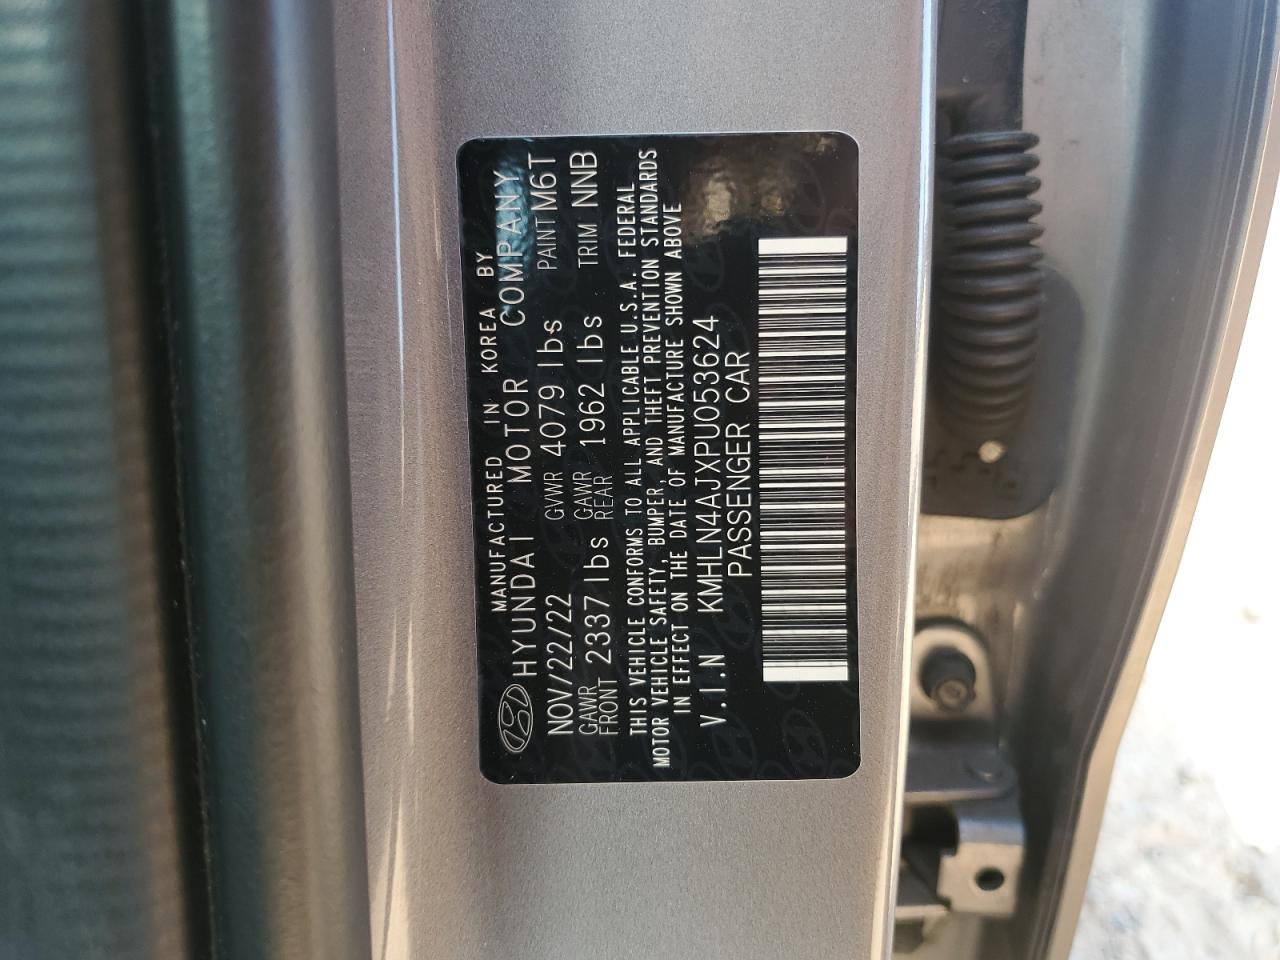 MANUFACTURED IN KOREA BY
HYUNDAI MOTOR COMPANY
NOV/22/22 GVWR 4079 lbs PAINT M6T
GAWR FRONT 2337 lbs GAWR REAR 1962 lbs TRIM NNB
THIS VEHICLE CONFORMS TO ALL APPLICABLE U.S.A. FEDERAL
MOTOR VEHICLE SAFETY, BUMPER, AND THEFT PREVENTION STANDARDS
IN EFFECT ON THE DATE OF MANUFACTURE SHOWN ABOVE
V.I.N KMHLN4AJXPU053624
PASSENGER CAR